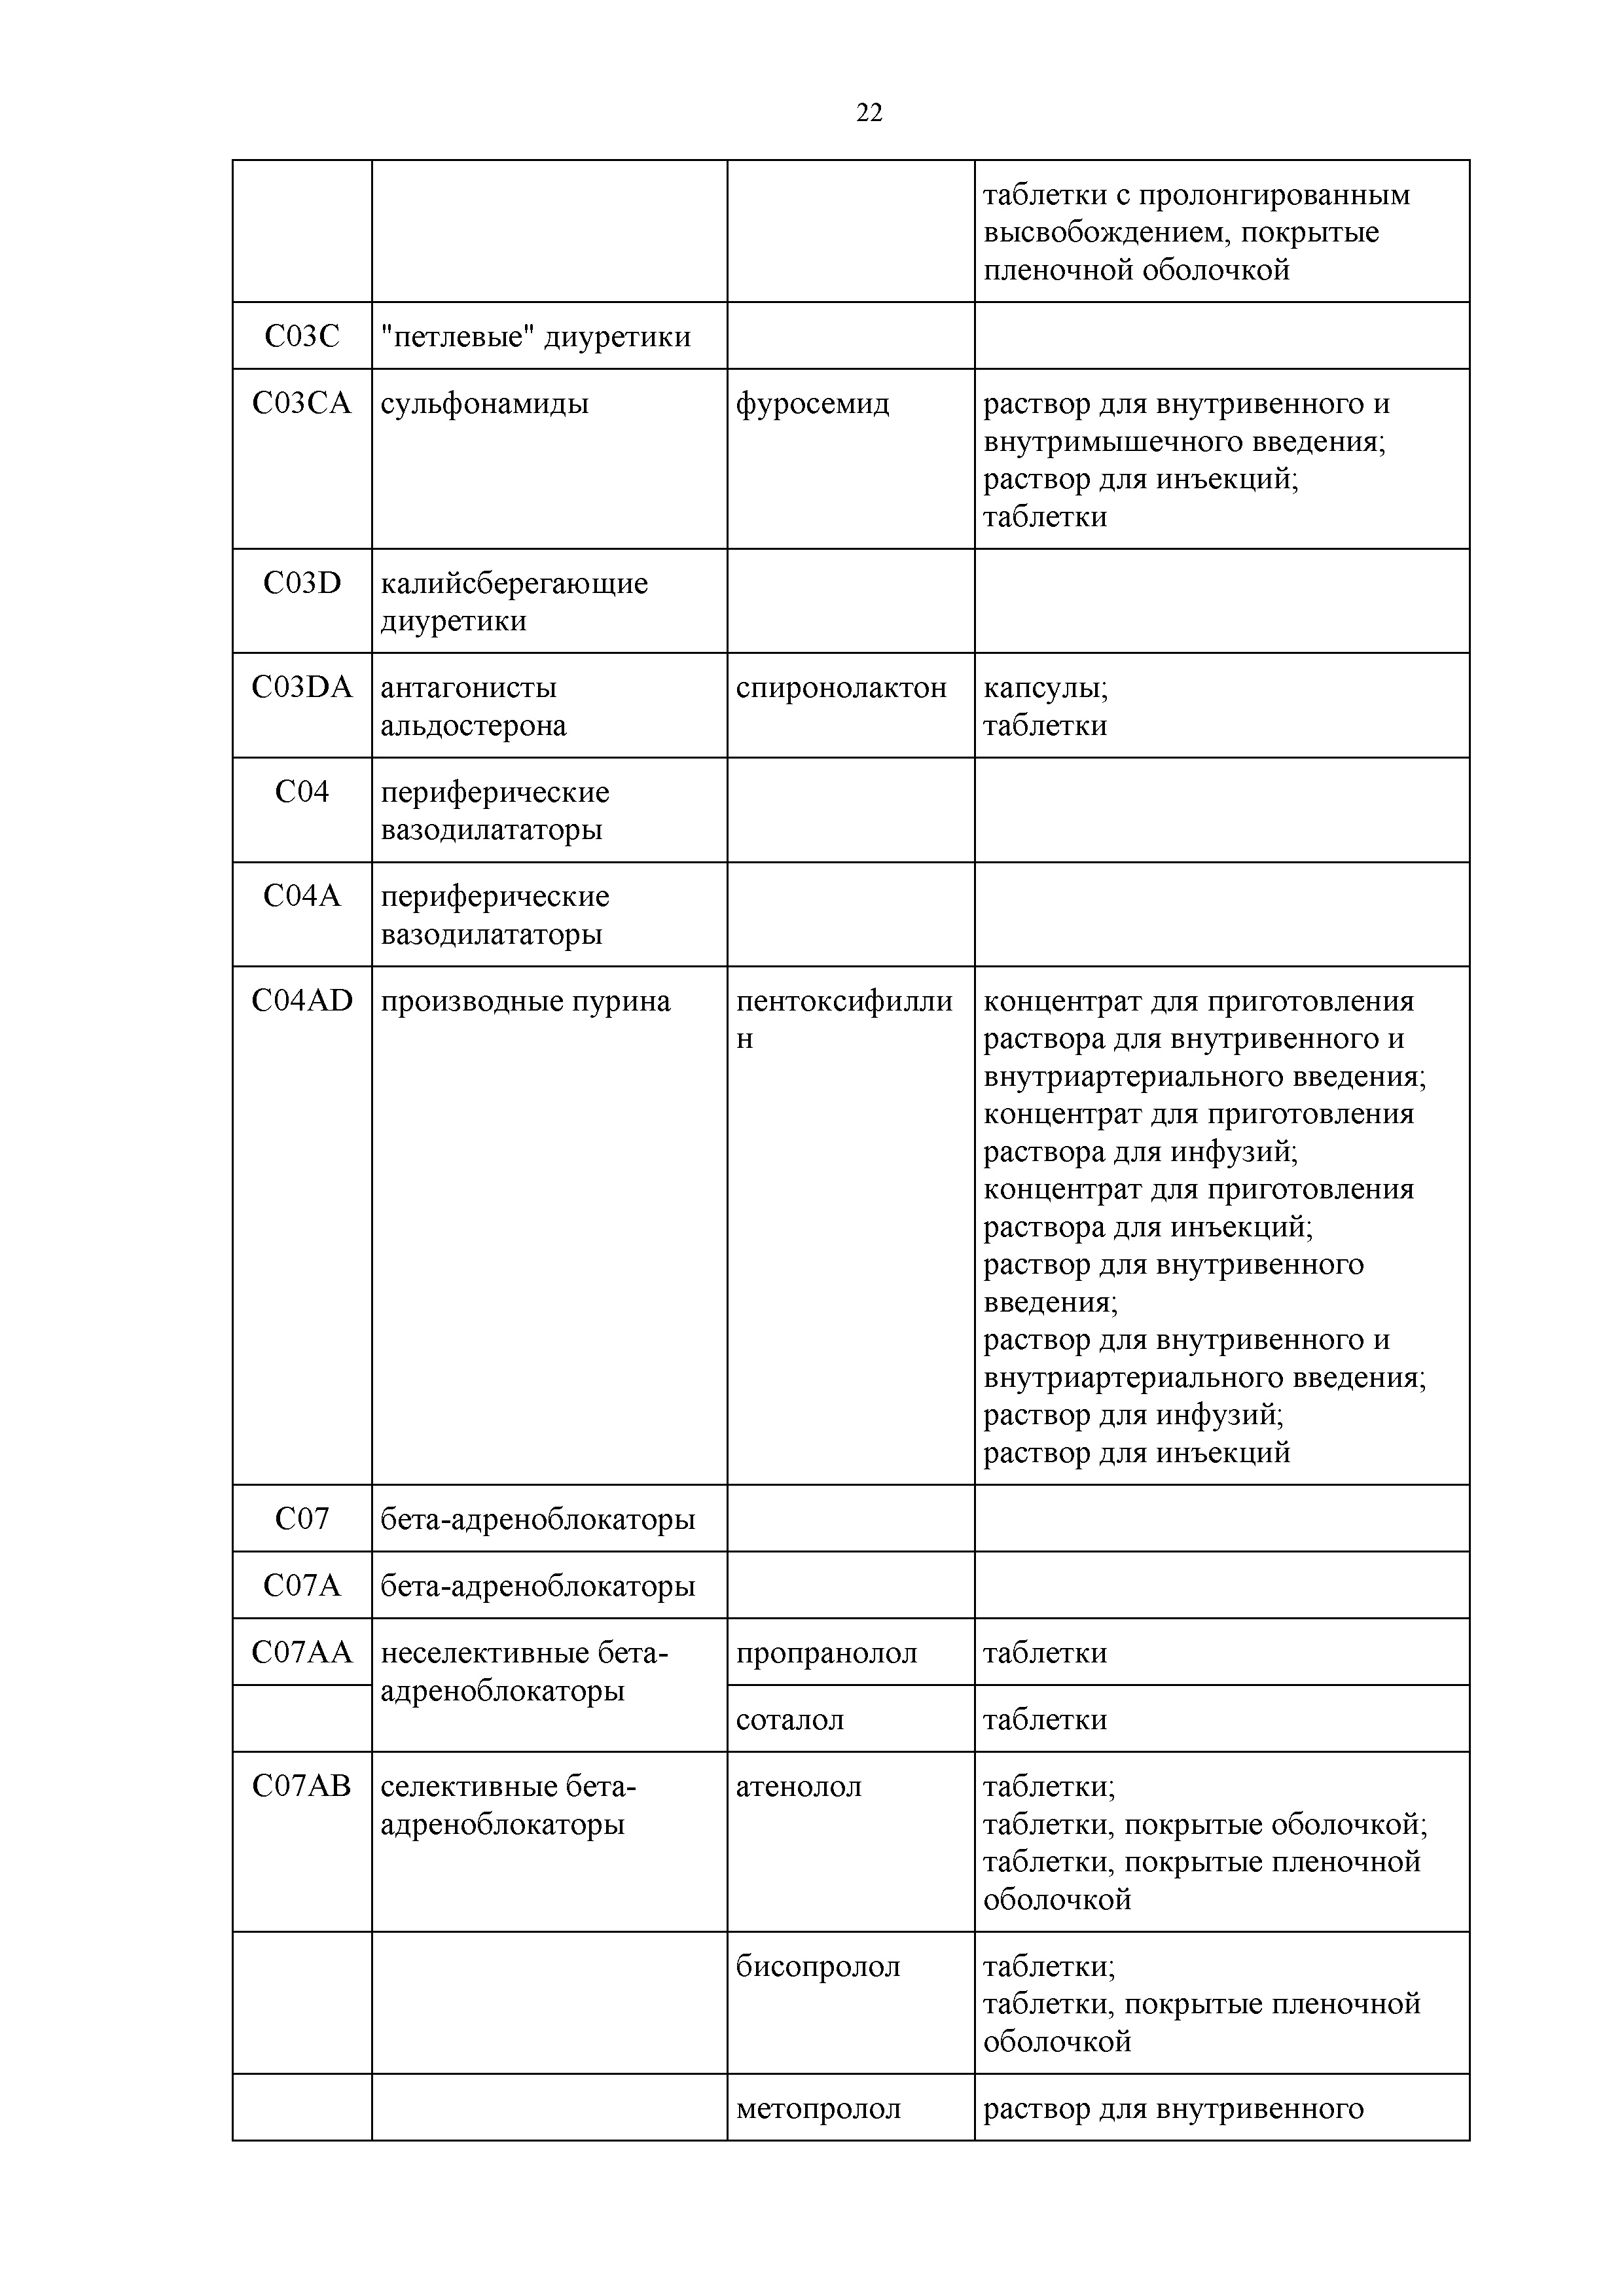 22
таблетки с пролонгированным
высвобождением, покрытые
пленочной оболочкой
C03C "петлевые" диуретики
C03CA сульфонамиды фуросемид раствор для внутривенного и
внутримышечного введения;
раствор для инъекций;
таблетки
C03D калийсберегающие
диуретики
C03DA антагонисты спиронолактон капсулы;
альдостерона таблетки
C04 периферические
вазодилататоры
C04A периферические
вазодилататоры
C04AD производные пурина пентоксифилли концентрат для приготовления
н раствора для внутривенного и
внутриартериального введения;
концентрат для приготовления
раствора для инфузий;
концентрат для приготовления
раствора для инъекций;
раствор для внутривенного
введения;
раствор для внутривенного и
внутриартериального введения;
раствор для инфузий;
раствор для инъекций
C07 бета-адреноблокаторы
C07A бета-адреноблокаторы
C07AA неселективные бета- пропранолол таблетки
адреноблокаторы
соталол таблетки
C07AB селективные бета- атенолол таблетки;
адреноблокаторы таблетки, покрытые оболочкой;
таблетки, покрытые пленочной
оболочкой
бисопролол таблетки;
таблетки, покрытые пленочной
оболочкой
метопролол раствор для внутривенного